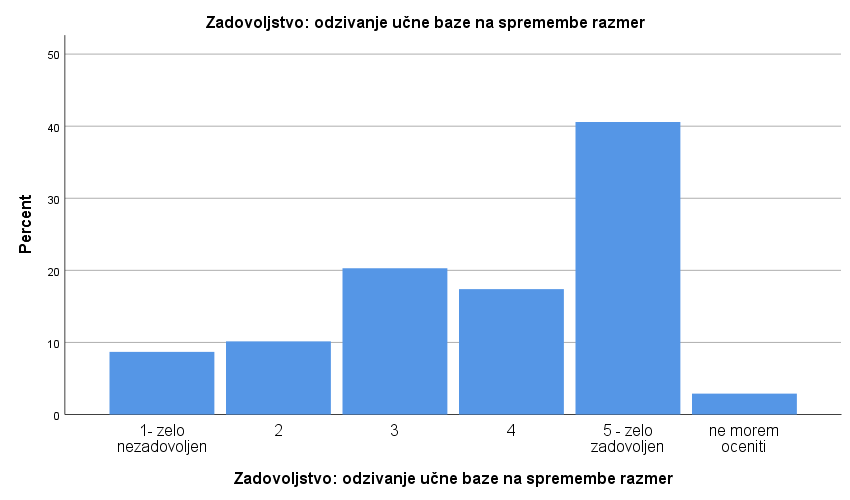 Zadovoljstvo: odzivanje učne baze na spremembe razmer
50
40
30
20
10
0
Percent
1- zelo
nezadovoljen
2
3
4
5 - zelo
zadovoljen
ne morem
oceniti
Zadovoljstvo: odzivanje učne baze na spremembe razmer